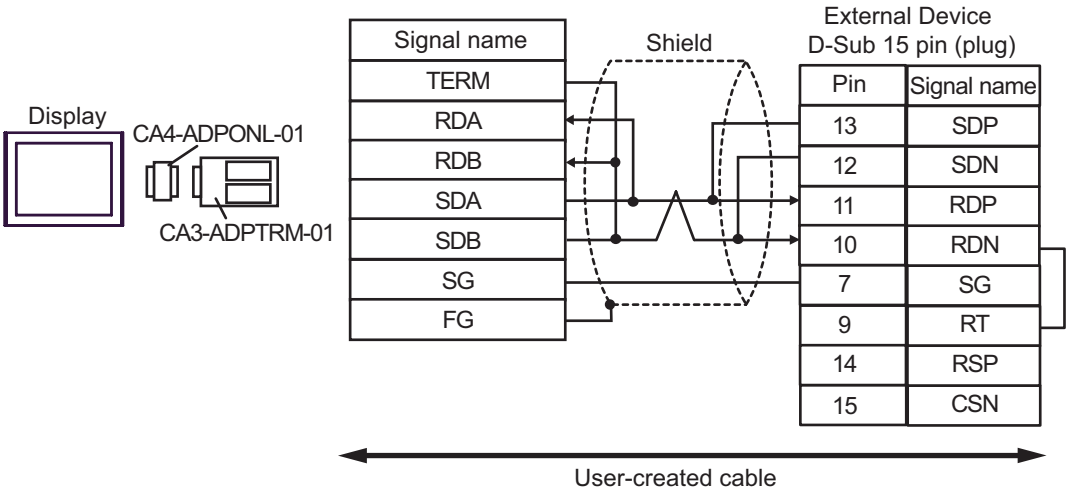 Display
CA4-ADPONL-01
CA3-ADPTRM-01
Signal name
TERM
RDA
RDB
SDA
SDB
SG
FG
Shield
External Device
D-Sub 15 pin (plug)
Pin Signal name
13 SDP
12 SDN
11 RDP
10 RDN
7 SG
9 RT
14 RSP
15 CSN
User-created cable